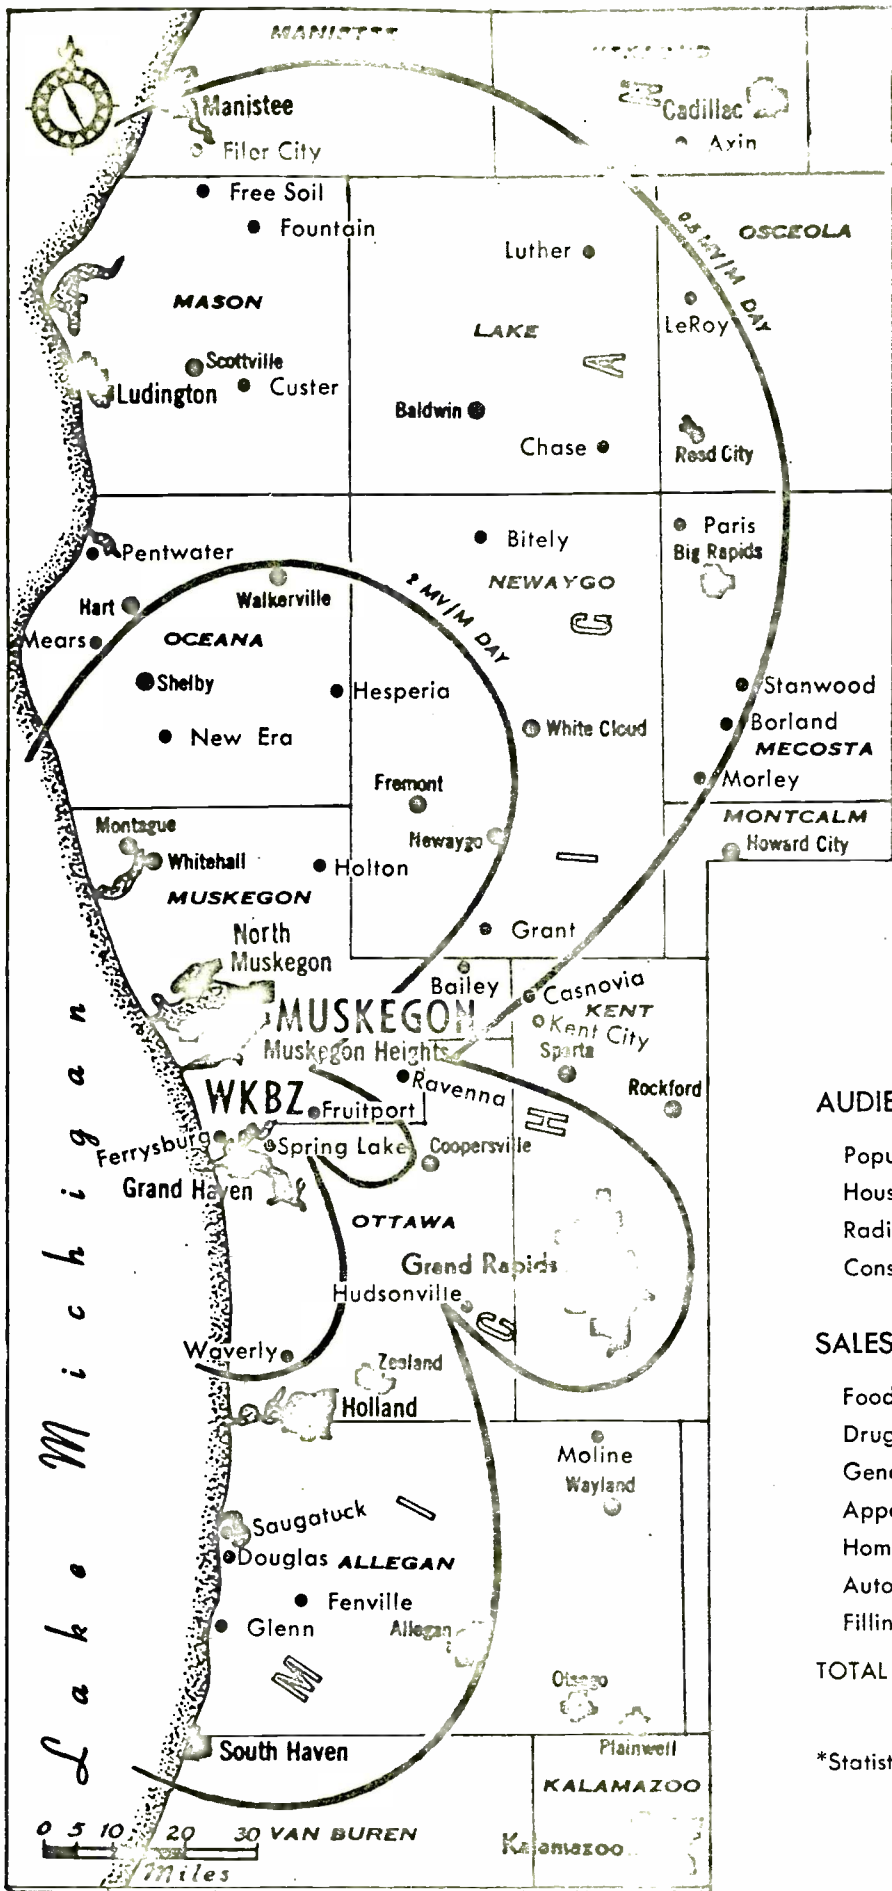 MANISTEE
Manistee
Cadillac
Filer City
Axin
Free Soil
Fountain
Luther
0.5 MV/M DAY
OSCEOLA
MASON
LAKE
LeRoy
Scottville
Ludington
Custer
Baldwin
Chase
Reed City
Pentwater
Bitely
Paris
Big Rapids
Hart
Walkerville
2 MV/M DAY
NEWAYGO
Mears
OCEANA
Shelby
Hesperia
Stanwood
New Era
White Cloud
Borland
MECOSTA
Fremont
Morley
Montague
Newaygo
MONTCALM
Howard City
Whitehall
Holton
MUSKEGON
North
Muskegon
Grant
Bailey
Casnovia
MUSKEGON
KENT
Kent City
Muskegon Heights
Sparta
Ravenna
Rockford
WKBZ
Fruitport
Ferrysburg
Spring Lake
Coopersville
Grand Haven
OTTAWA
Grand Rapids
Hudsonville
Waverly
Zeeland
Holland
Moline
Wayland
Saugatuck
Douglas
ALLEGAN
Fenville
Glenn
Allegan
Otsego
South Haven
Plainwell
KALAMAZOO
VAN BUREN
Kalamazoo
Lake Michigan
MICHIGAN
0 5 10 20 30
Miles
AUDIE
Popu
Hous
Radi
Cons
SALES
Food
Drug
Gene
Appa
Hom
Auto
Fillin
TOTAL
*Statist